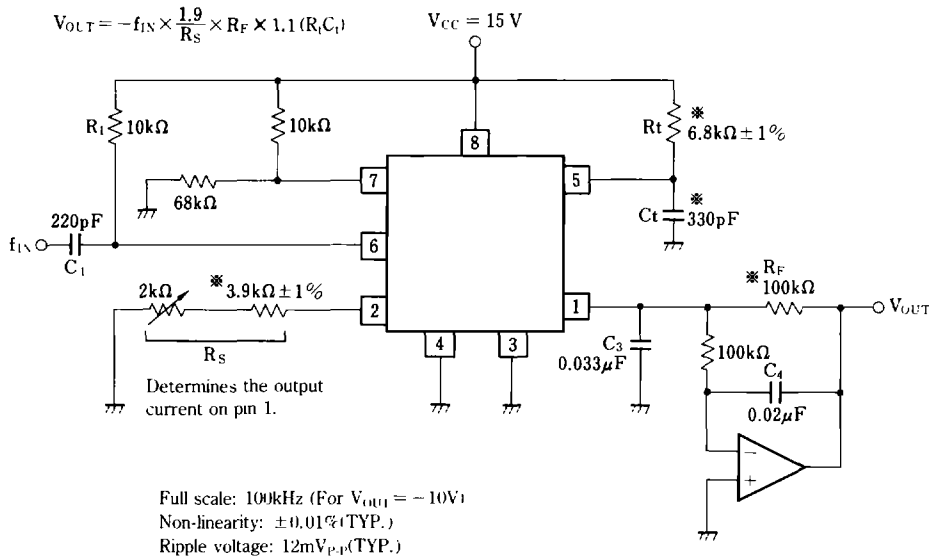 V_OUT = −f_IN × 1.9/R_S × R_F × 1.1 (R_tC_t)
V_CC = 15 V
R_1 10kΩ
10kΩ
Rt ※ 6.8kΩ ± 1%
8
7
5
68kΩ
Ct ※ 330pF
220pF
f_IN
C_1
6
2kΩ
※ 3.9kΩ ± 1%
2
1
※ R_F 100kΩ
V_OUT
R_S
4
3
C_3
0.033μF
100kΩ
C_4
0.02μF
Determines the output
current on pin 1.
−
+
Full scale: 100kHz (For V_OUT = −10V)
Non-linearity: ±0.01%(TYP.)
Ripple voltage: 12mV_P-P(TYP.)